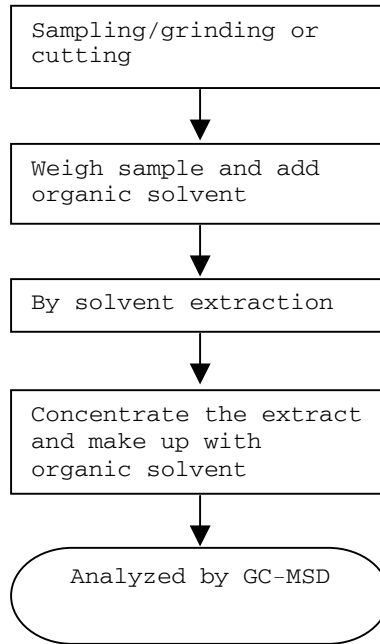 Sampling/grinding or
cutting
Weigh sample and add
organic solvent
By solvent extraction
Concentrate the extract
and make up with
organic solvent
Analyzed by GC-MSD